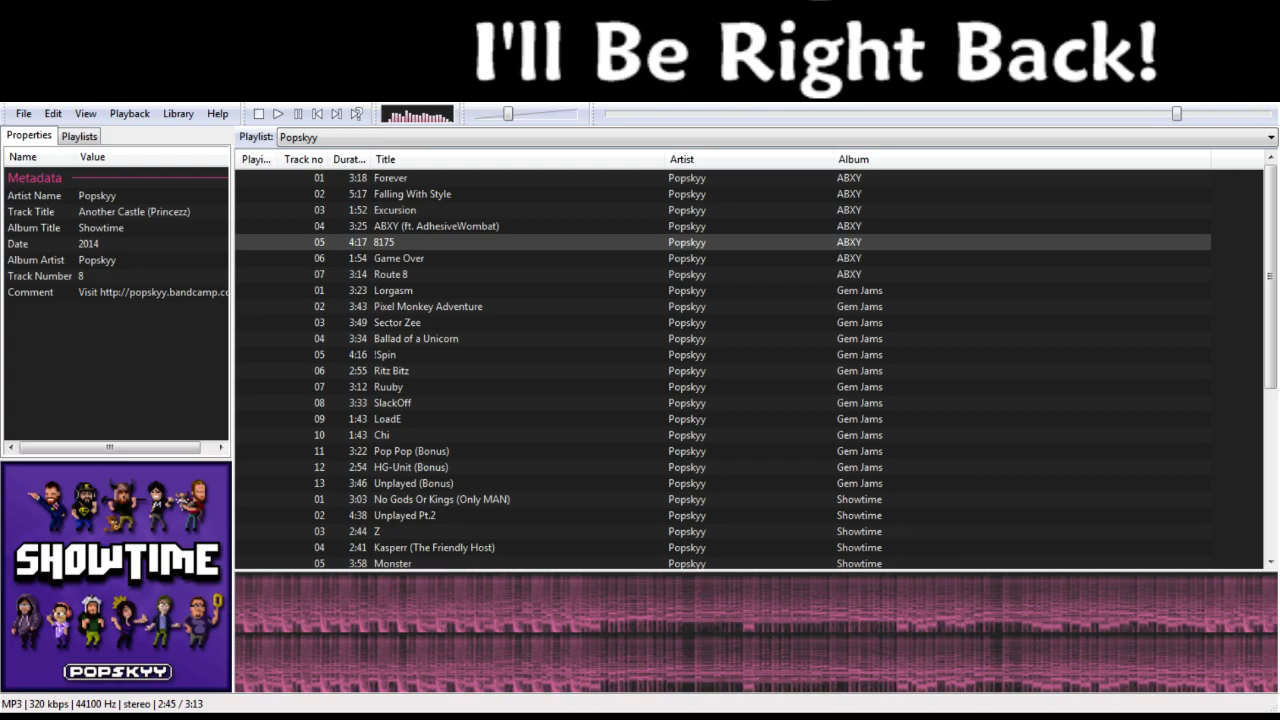 I'll Be Right Back!
File Edit View Playback Library Help
Properties Playlists
Playlist: Popskyy
Name Value
Metadata
Artist Name Popskyy
Track Title Another Castle (Princezz)
Album Title Showtime
Date 2014
Album Artist Popskyy
Track Number 8
Comment Visit http://popskyy.bandcamp.co
Playi... Track no Durat... Title Artist Album
01 3:18 Forever Popskyy ABXY
02 5:17 Falling With Style Popskyy ABXY
03 1:52 Excursion Popskyy ABXY
04 3:25 ABXY (ft. AdhesiveWombat) Popskyy ABXY
05 4:17 8175 Popskyy ABXY
06 1:54 Game Over Popskyy ABXY
07 3:14 Route 8 Popskyy ABXY
01 3:23 Lorgasm Popskyy Gem Jams
02 3:43 Pixel Monkey Adventure Popskyy Gem Jams
03 3:49 Sector Zee Popskyy Gem Jams
04 3:34 Ballad of a Unicorn Popskyy Gem Jams
05 4:16 !Spin Popskyy Gem Jams
06 2:55 Ritz Bitz Popskyy Gem Jams
07 3:12 Ruuby Popskyy Gem Jams
08 3:33 SlackOff Popskyy Gem Jams
09 1:43 LoadE Popskyy Gem Jams
10 1:43 Chi Popskyy Gem Jams
11 3:22 Pop Pop (Bonus) Popskyy Gem Jams
12 2:54 HG-Unit (Bonus) Popskyy Gem Jams
13 3:46 Unplayed (Bonus) Popskyy Gem Jams
01 3:03 No Gods Or Kings (Only MAN) Popskyy Showtime
02 4:38 Unplayed Pt.2 Popskyy Showtime
03 2:44 Z Popskyy Showtime
04 2:41 Kasperr (The Friendly Host) Popskyy Showtime
05 3:58 Monster Popskyy Showtime
SHOWTIME
POPSKYY
MP3 | 320 kbps | 44100 Hz | stereo | 2:45 / 3:13